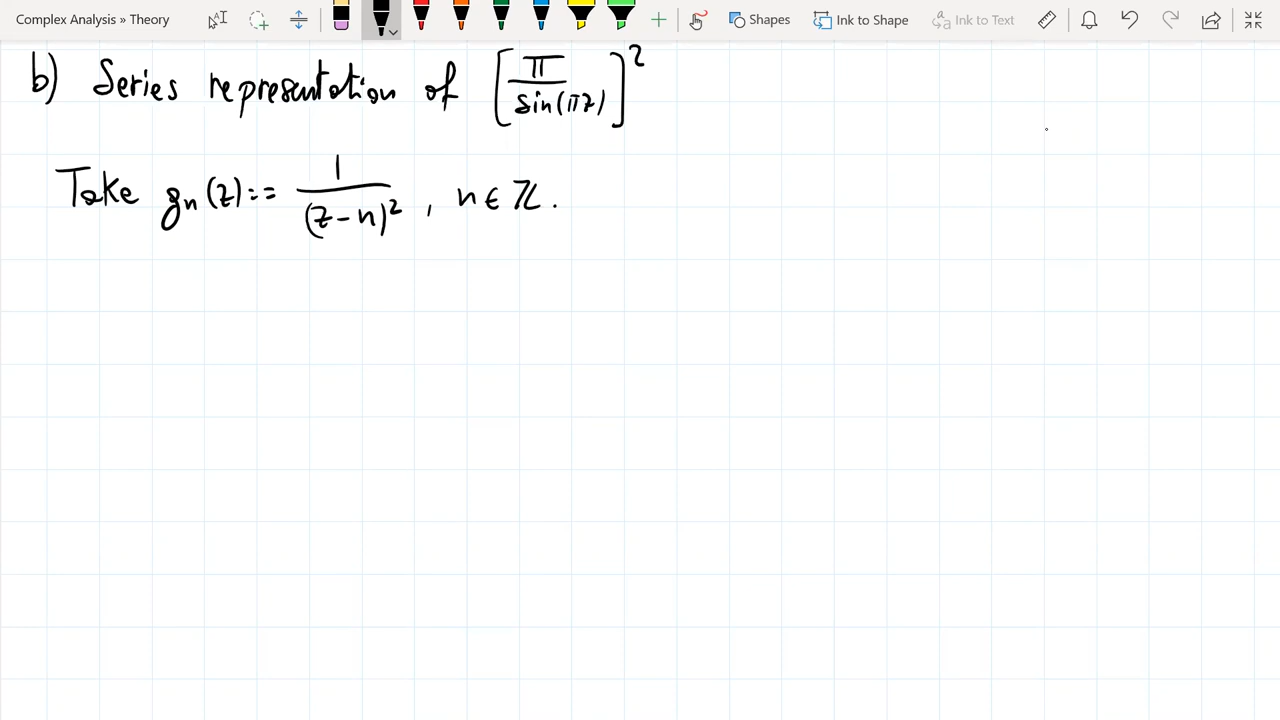 Complex Analysis » Theory
Shapes
Ink to Shape
Ink to Text
b) Series representation of [π / sin(πz)]²
Take gₙ(z) := 1 / (z − n)² , n ∈ ℤ.